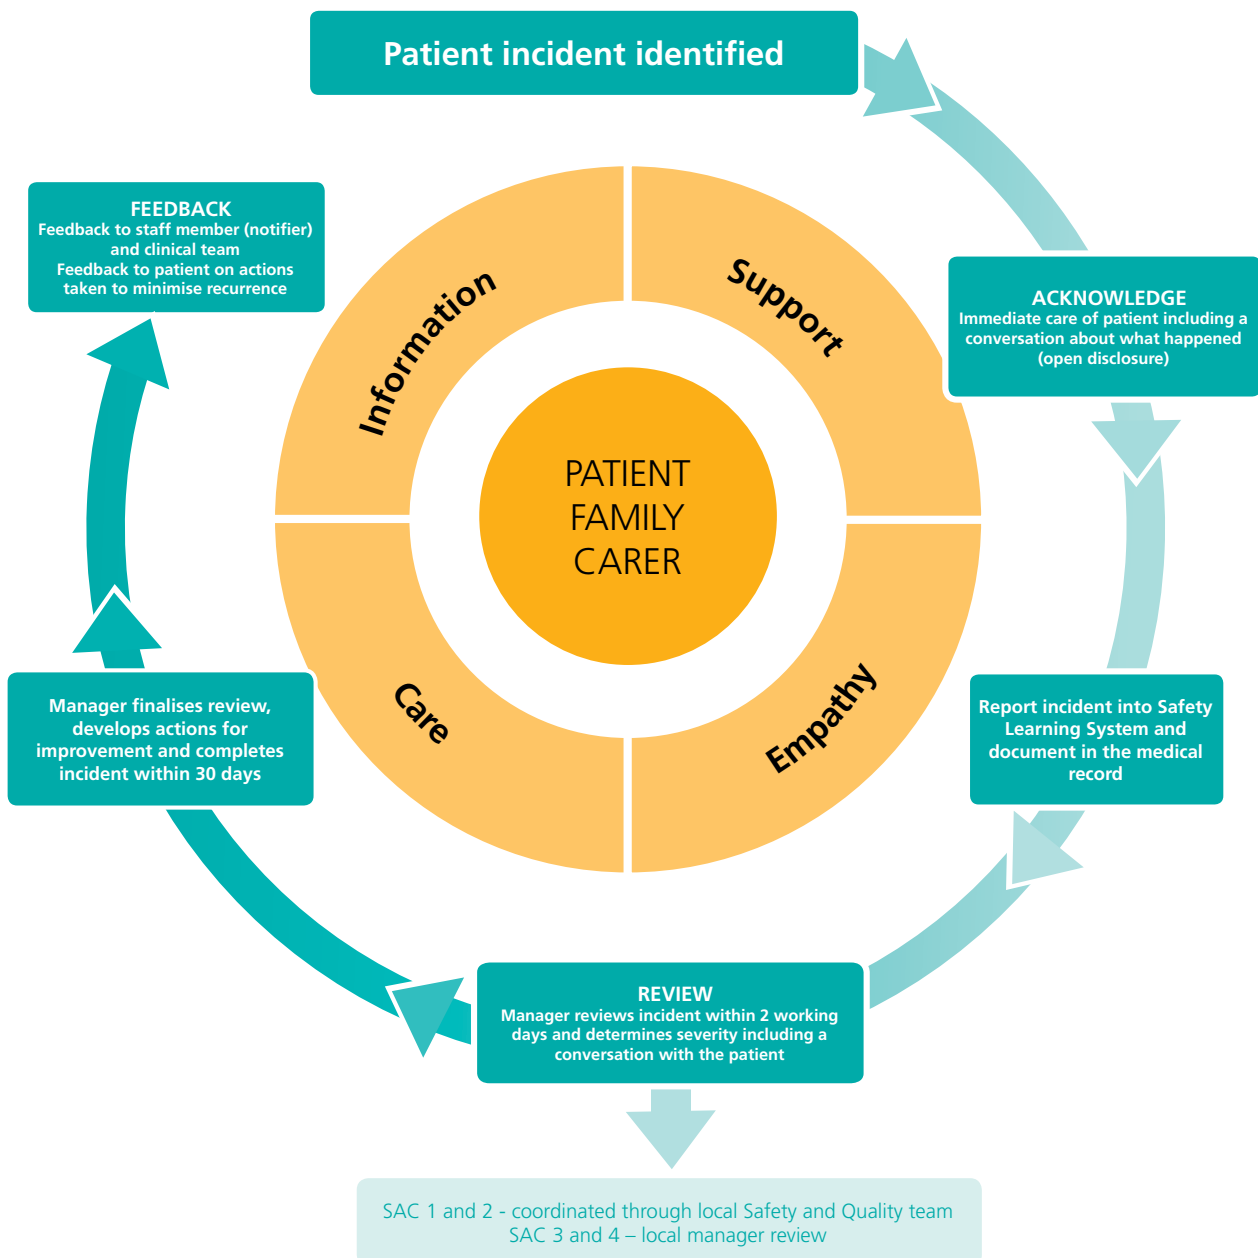 Patient incident identified
ACKNOWLEDGE
Immediate care of patient including a
conversation about what happened
(open disclosure)
Report incident into Safety
Learning System and
document in the medical
record
REVIEW
Manager reviews incident within 2 working
days and determines severity including a
conversation with the patient
SAC 1 and 2 - coordinated through local Safety and Quality team
SAC 3 and 4 – local manager review
Manager finalises review,
develops actions for
improvement and completes
incident within 30 days
FEEDBACK
Feedback to staff member (notifier)
and clinical team
Feedback to patient on actions
taken to minimise recurrence
Information
Support
Empathy
Care
PATIENT
FAMILY
CARER